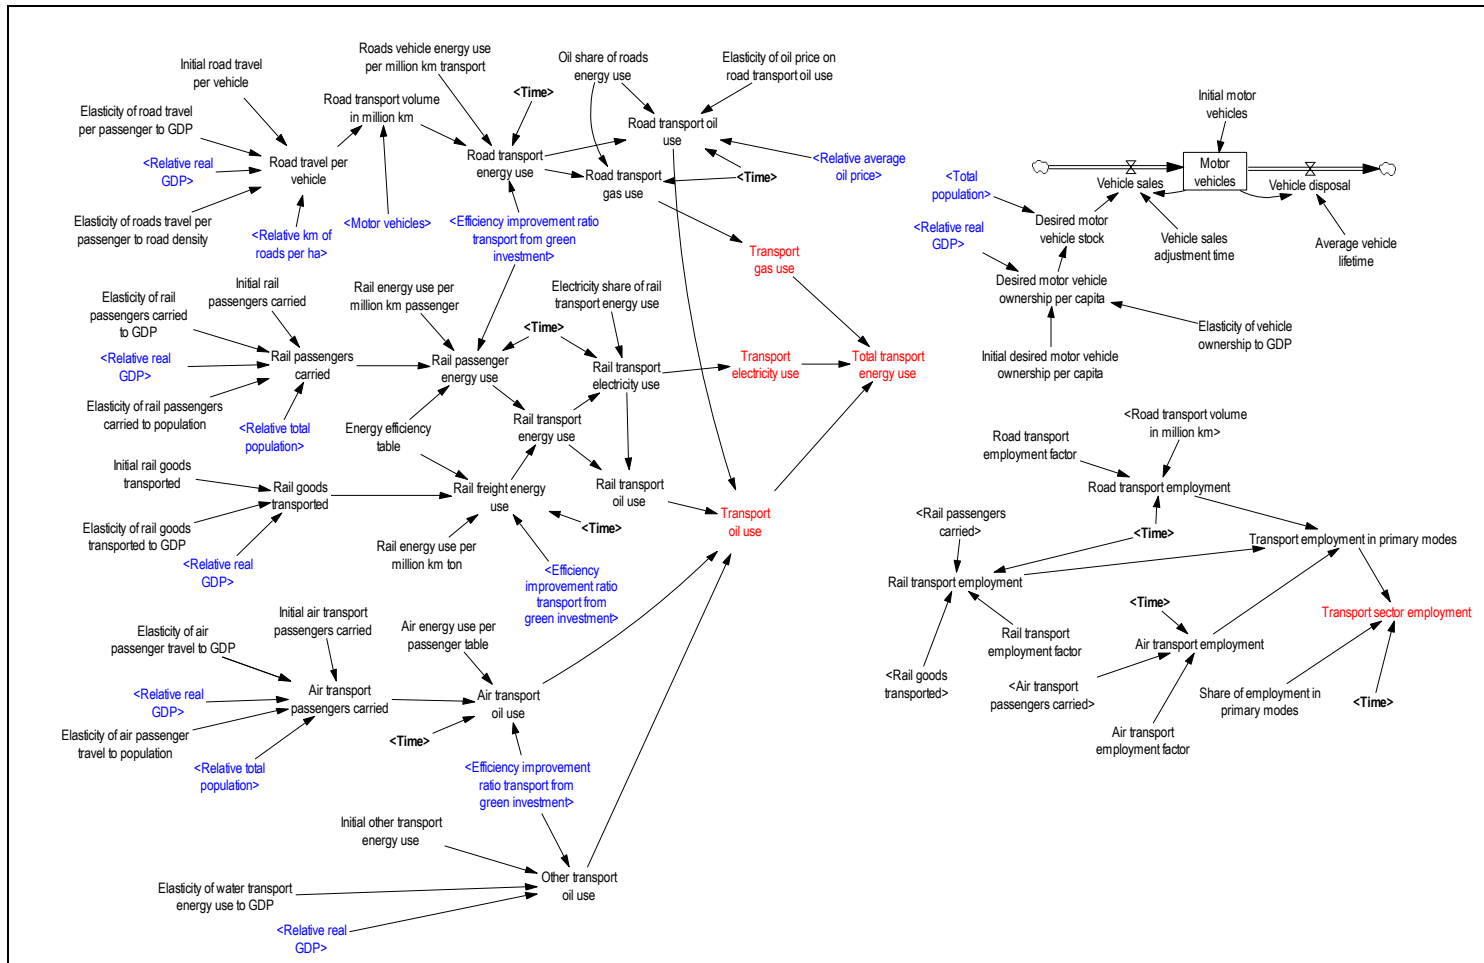 Initial road travel
per vehicle
Roads vehicle energy use
per million km transport
Oil share of roads
energy use
Elasticity of oil price on
road transport oil use
<Time>
Elasticity of road travel
per passenger to GDP
Road transport volume
in million km
Road transport oil
use
<Relative real
GDP>
Road travel per
vehicle
Road transport
energy use
Road transport
gas use
<Relative average
oil price>
<Time>
Elasticity of roads travel per
passenger to road density
<Relative km of
roads per ha>
<Motor vehicles>
<Efficiency improvement ratio
transport from green
investment>
Transport
gas use
Initial rail
passengers carried
Elasticity of rail
passengers carried
to GDP
Rail energy use per
million km passenger
Electricity share of rail
transport energy use
<Time>
<Relative real
GDP>
Rail passengers
carried
Rail passenger
energy use
Rail transport
electricity use
Transport
electricity use
Total transport
energy use
Elasticity of rail passengers
carried to population
<Relative total
population>
Energy efficiency
table
Rail transport
energy use
Initial rail goods
transported
Rail goods
transported
Rail freight energy
use
Rail transport
oil use
Transport
oil use
Elasticity of rail goods
transported to GDP
<Time>
<Relative real
GDP>
Rail energy use per
million km ton
<Efficiency
improvement ratio
transport from
green investment>
Initial air transport
passengers carried
Elasticity of air
passenger travel to GDP
Air energy use per
passenger table
<Relative real
GDP>
Air transport
passengers carried
Air transport
oil use
Elasticity of air passenger
travel to population
<Time>
<Relative total
population>
<Efficiency improvement
ratio transport from
green investment>
Initial other transport
energy use
Other transport
oil use
Elasticity of water transport
energy use to GDP
<Relative real
GDP>
Initial motor
vehicles
Motor
vehicles
Vehicle sales
Vehicle disposal
<Total
population>
<Relative real
GDP>
Desired motor
vehicle stock
Vehicle sales
adjustment time
Average vehicle
lifetime
Desired motor vehicle
ownership per capita
Elasticity of vehicle
ownership to GDP
Initial desired motor vehicle
ownership per capita
<Road transport volume
in million km>
Road transport
employment factor
Road transport employment
<Rail passengers
carried>
<Time>
Transport employment in primary modes
Rail transport employment
<Time>
Transport sector employment
Rail transport
employment factor
Air transport employment
<Rail goods
transported>
<Air transport
passengers carried>
Share of employment in
primary modes
<Time>
Air transport
employment factor